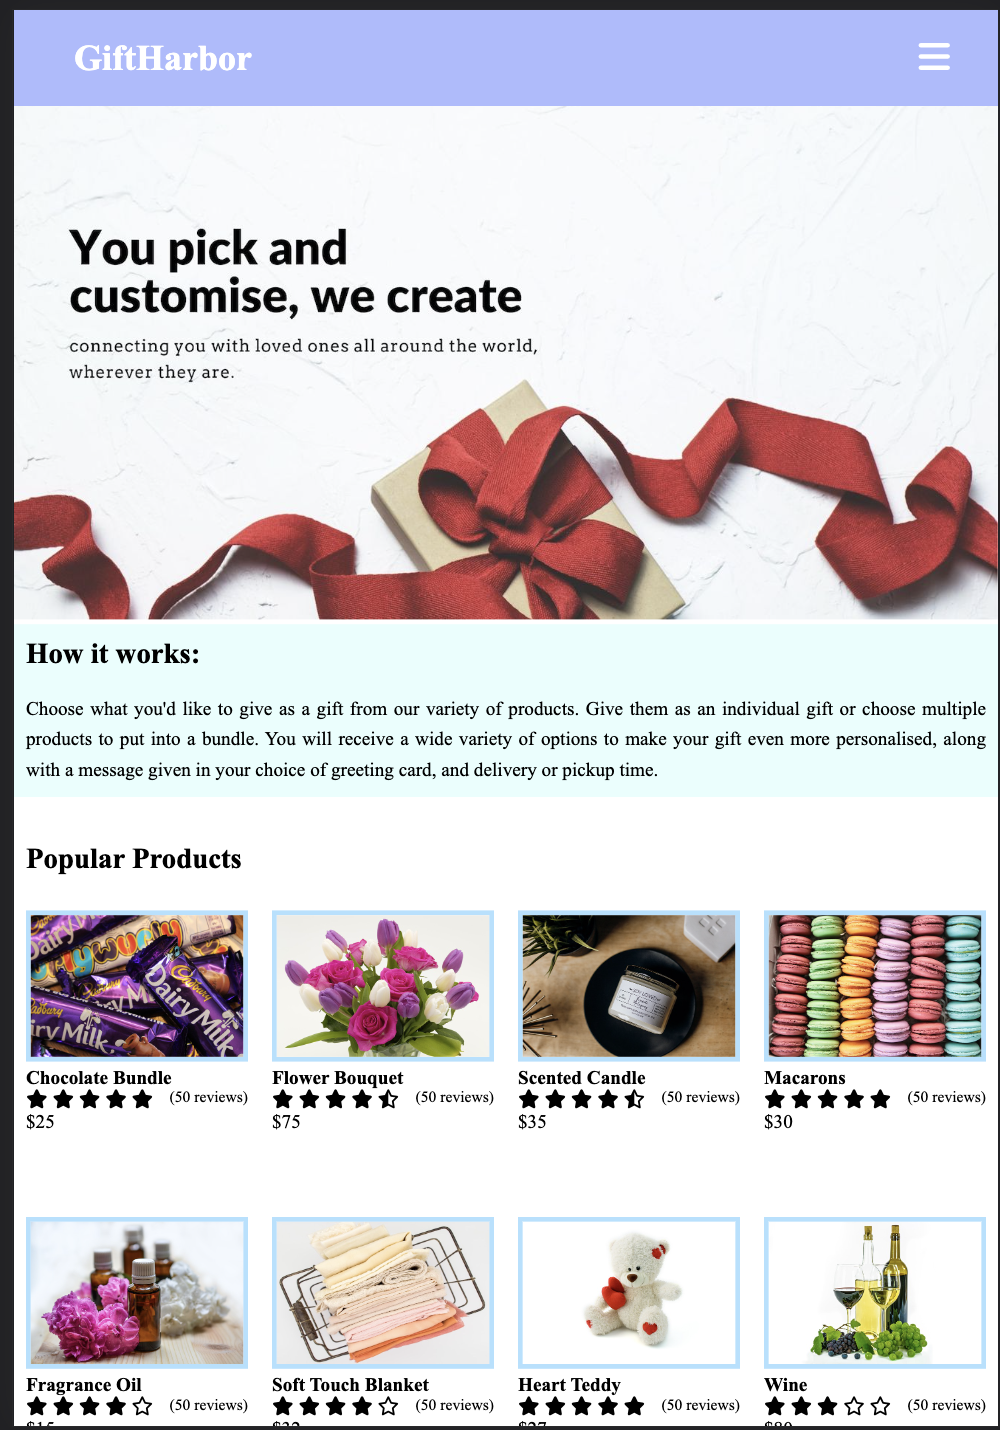 GiftHarbor
You pick and
customise, we create
connecting you with loved ones all around the world,
wherever they are.
How it works:
Choose what you'd like to give as a gift from our variety of products. Give them as an individual gift or choose multiple
products to put into a bundle. You will receive a wide variety of options to make your gift even more personalised, along
with a message given in your choice of greeting card, and delivery or pickup time.
Popular Products
Cadbury
Dairy Milk
Chocolate Bundle
Flower Bouquet
Scented Candle
Macarons
(50 reviews)
(50 reviews)
(50 reviews)
(50 reviews)
$25
$75
$35
$30
Fragrance Oil
Soft Touch Blanket
Heart Teddy
Wine
(50 reviews)
(50 reviews)
(50 reviews)
(50 reviews)